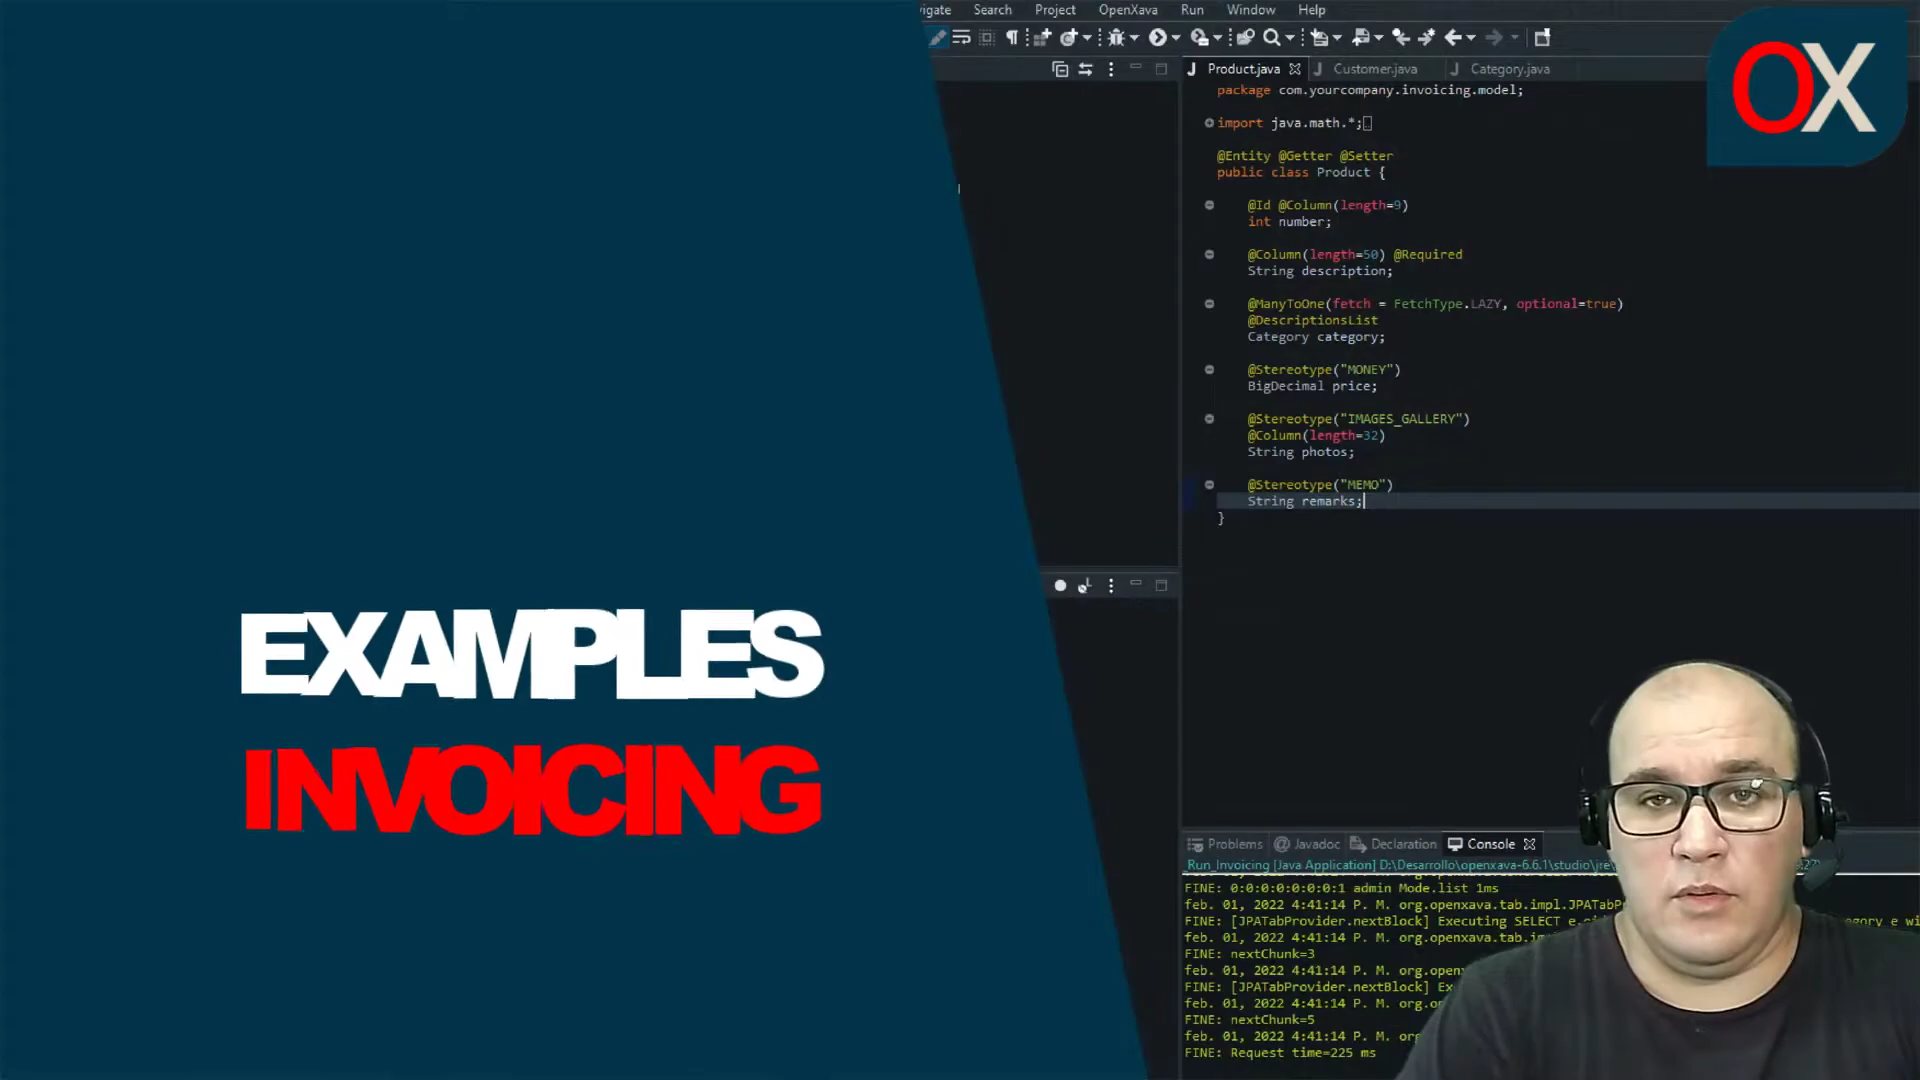 Search Project OpenXava Run Window Help
OX
Product.java Customer.java Category.java
package com.yourcompany.invoicing.model;
import java.math.*;
@Entity @Getter @Setter
public class Product {
@Id @Column(length=9)
int number;
@Column(length=50) @Required
String description;
@ManyToOne(fetch = FetchType.LAZY, optional=true)
@DescriptionsList
Category category;
@Stereotype("MONEY")
BigDecimal price;
@Stereotype("IMAGES_GALLERY")
@Column(length=32)
String photos;
@Stereotype("MEMO")
String remarks;
}
EXAMPLES
INVOICING
Problems Javadoc Declaration Console
_Run_Invoicing [Java Application] D:\Desarrollo\openxava-6.6.1\studio\jre
FINE: 0:0:0:0:0:0:0:1 admin Mode.list 1ms
feb. 01, 2022 4:41:14 P. M. org.openxava.tab.impl.JPATabP
FINE: [JPATabProvider.nextBlock] Executing SELECT
feb. 01, 2022 4:41:14 P. M. org.openxava.tab.im
FINE: nextChunk=3
feb. 01, 2022 4:41:14 P. M. org.openx
FINE: [JPATabProvider.nextBlock] Ex
feb. 01, 2022 4:41:14 P. M. org.o
FINE: nextChunk=5
feb. 01, 2022 4:41:14 P. M. org
FINE: Request time=225 ms